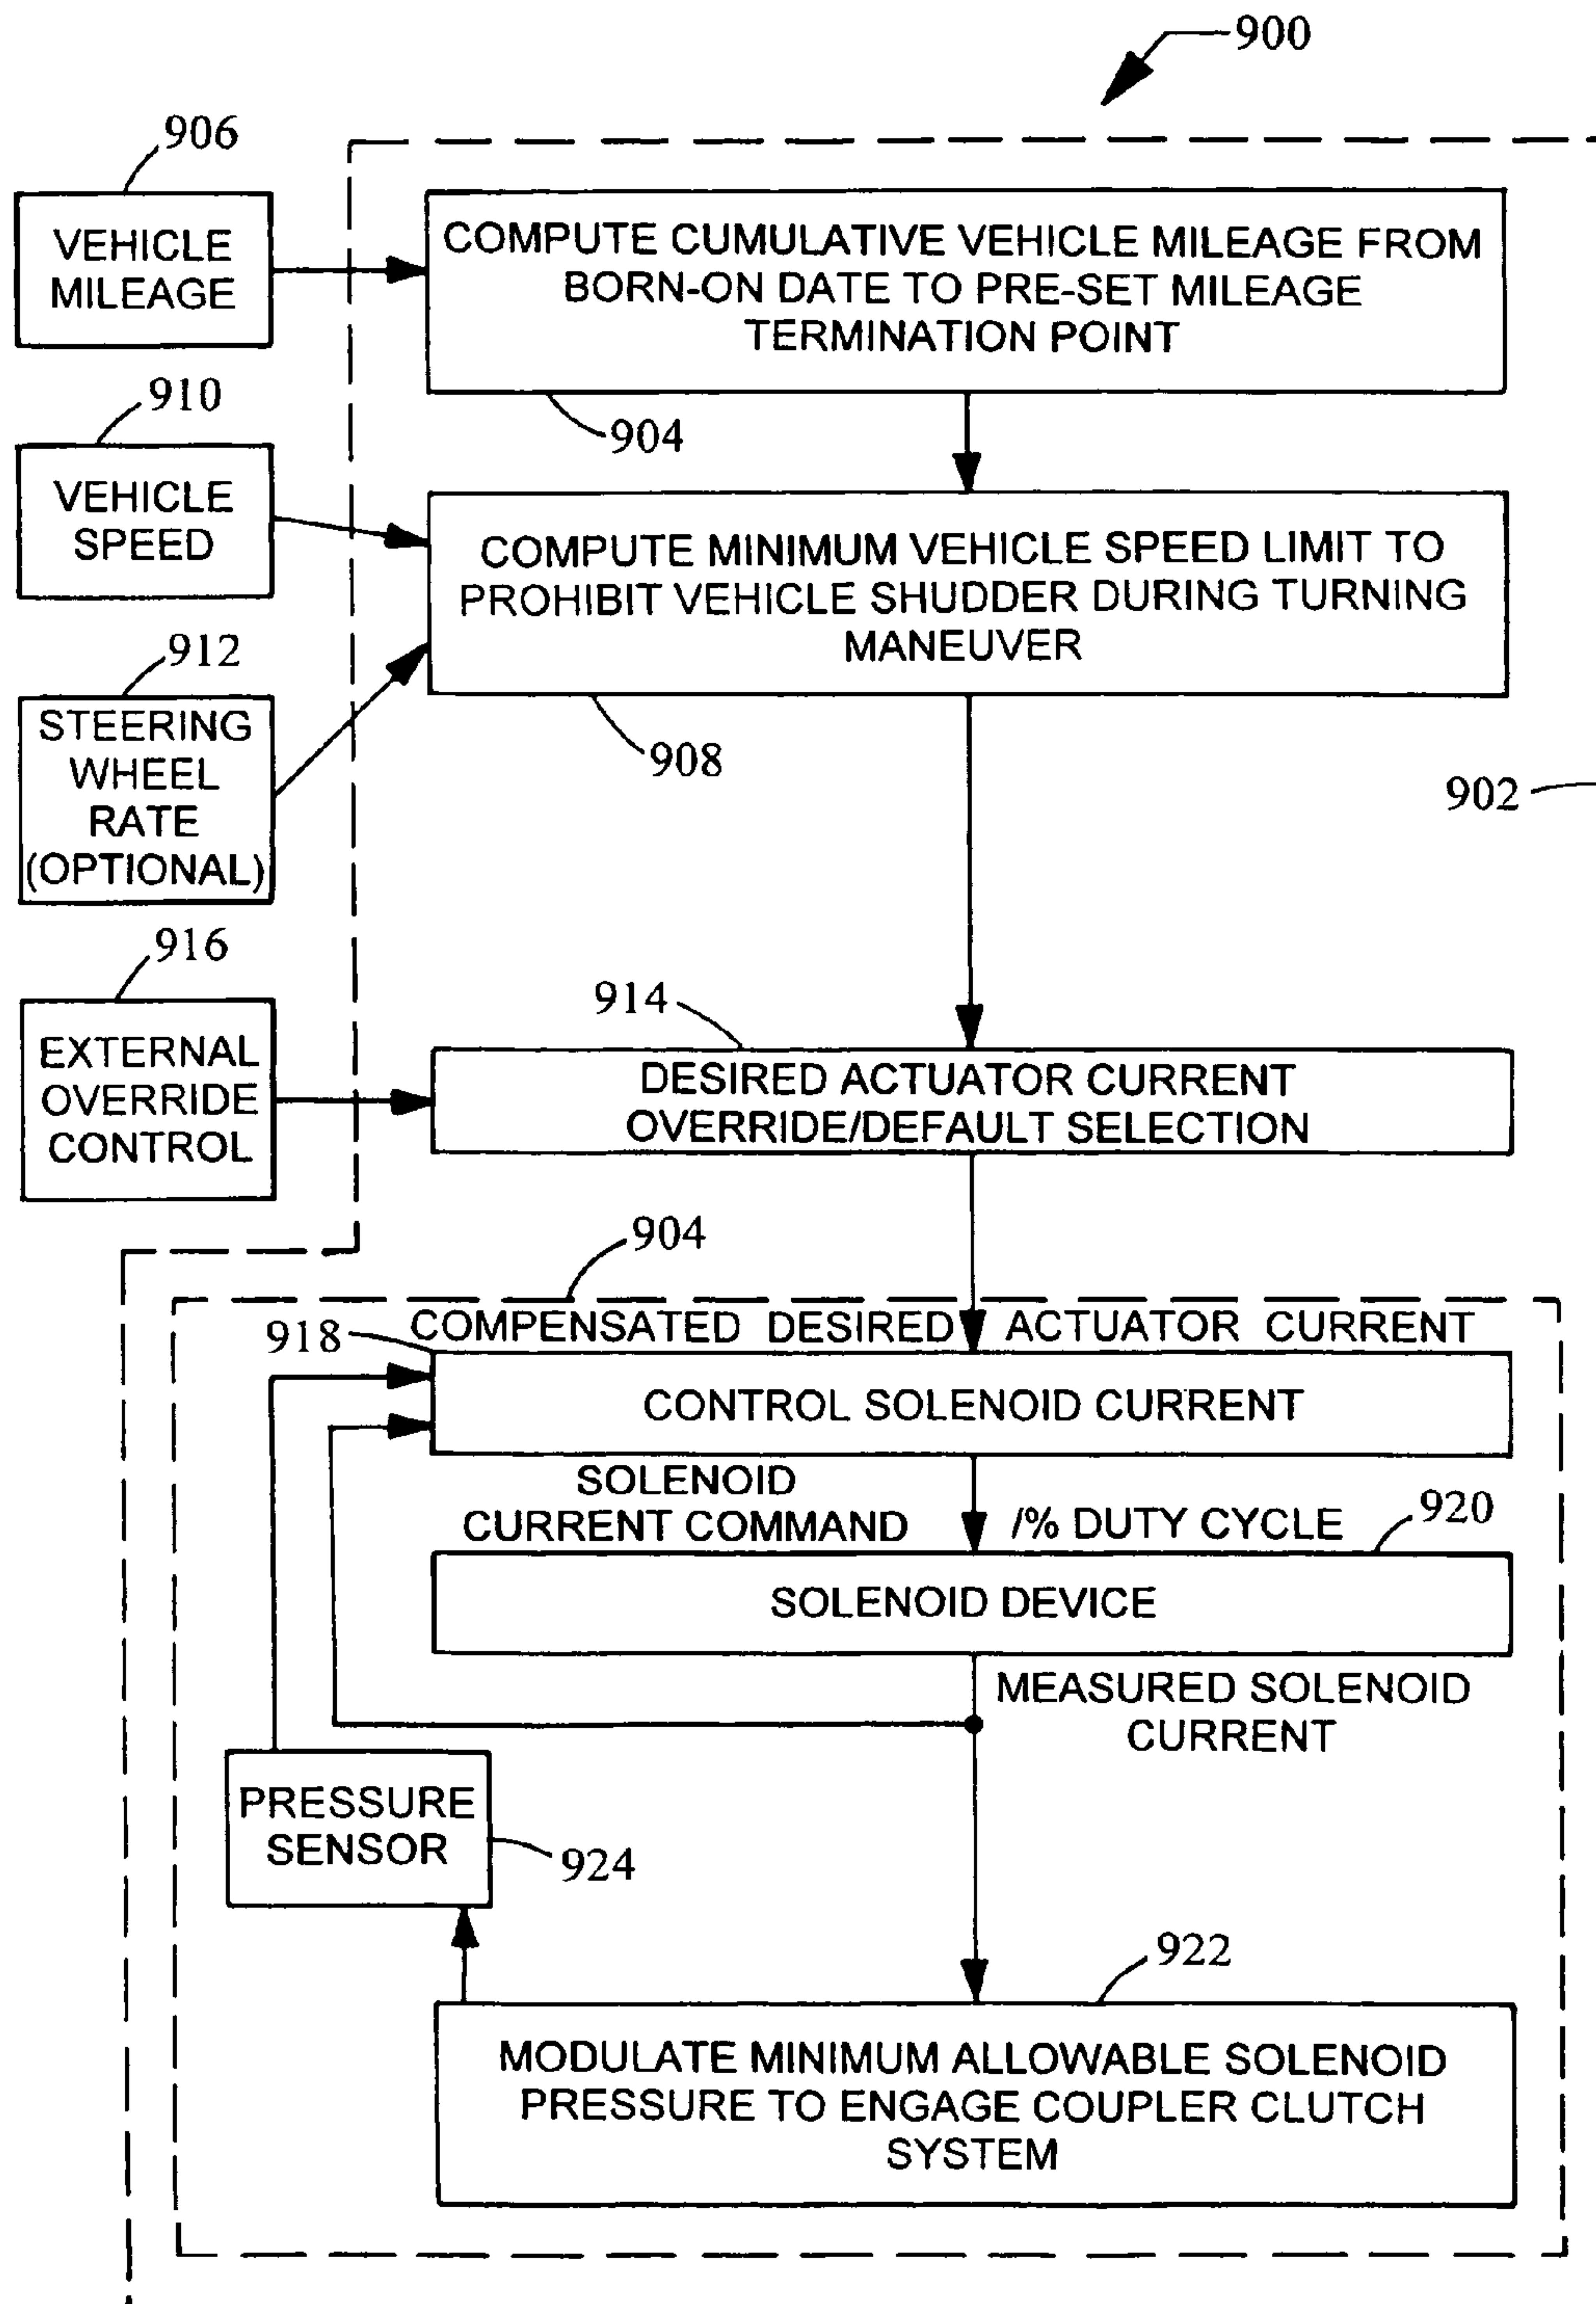 900
906
VEHICLE
MILEAGE
COMPUTE CUMULATIVE VEHICLE MILEAGE FROM
BORN-ON DATE TO PRE-SET MILEAGE
TERMINATION POINT
904
910
VEHICLE
SPEED
COMPUTE MINIMUM VEHICLE SPEED LIMIT TO
PROHIBIT VEHICLE SHUDDER DURING TURNING
MANEUVER
908
902
912
STEERING
WHEEL
RATE
(OPTIONAL)
916
EXTERNAL
OVERRIDE
CONTROL
914
DESIRED ACTUATOR CURRENT
OVERRIDE/DEFAULT SELECTION
904
COMPENSATED DESIRED ACTUATOR CURRENT
918
CONTROL SOLENOID CURRENT
SOLENOID
CURRENT COMMAND /% DUTY CYCLE
920
SOLENOID DEVICE
MEASURED SOLENOID
CURRENT
PRESSURE
SENSOR
924
922
MODULATE MINIMUM ALLOWABLE SOLENOID
PRESSURE TO ENGAGE COUPLER CLUTCH
SYSTEM